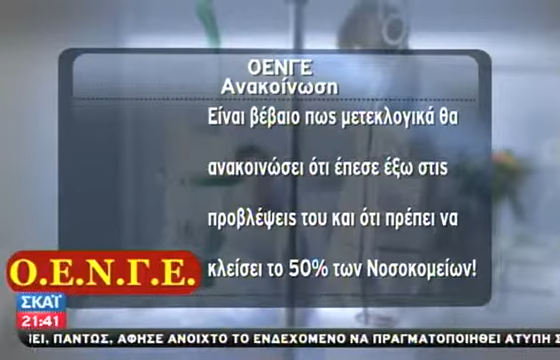 ΟΕΝΓΕ
Ανακοίνωση
Είναι βέβαιο πως μετεκλογικά θα
ανακοινώσει ότι έπεσε έξω στις
προβλέψεις του και ότι πρέπει να
κλείσει το 50% των Νοσοκομείων!
Ο.Ε.Ν.Γ.Ε.
ΣΚΑΪ
21:41
ΕΙ, ΠΑΝΤΩΣ, ΑΦΗΣΕ ΑΝΟΙΧΤΟ ΤΟ ΕΝΔΕΧΟΜΕΝΟ ΝΑ ΠΡΑΓΜΑΤΟΠΟΙΗΘΕΙ ΑΤΥΠΗ